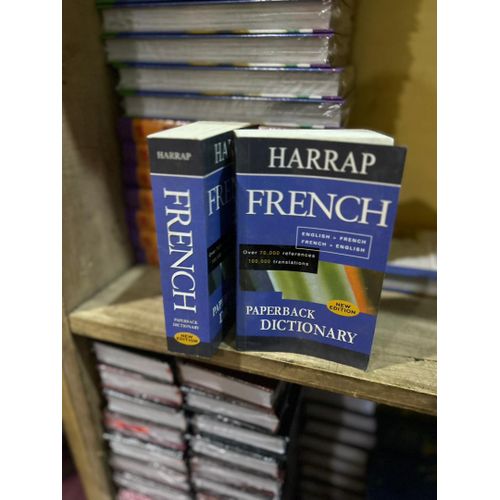 HARRAP
FRENCH
PAPERBACK
DICTIONARY
NEW
EDITION
HARRAP
FRENCH
ENGLISH • FRENCH
FRENCH • ENGLISH
Over 70,000 references
100,000 translations
NEW
EDITION
PAPERBACK
DICTIONARY